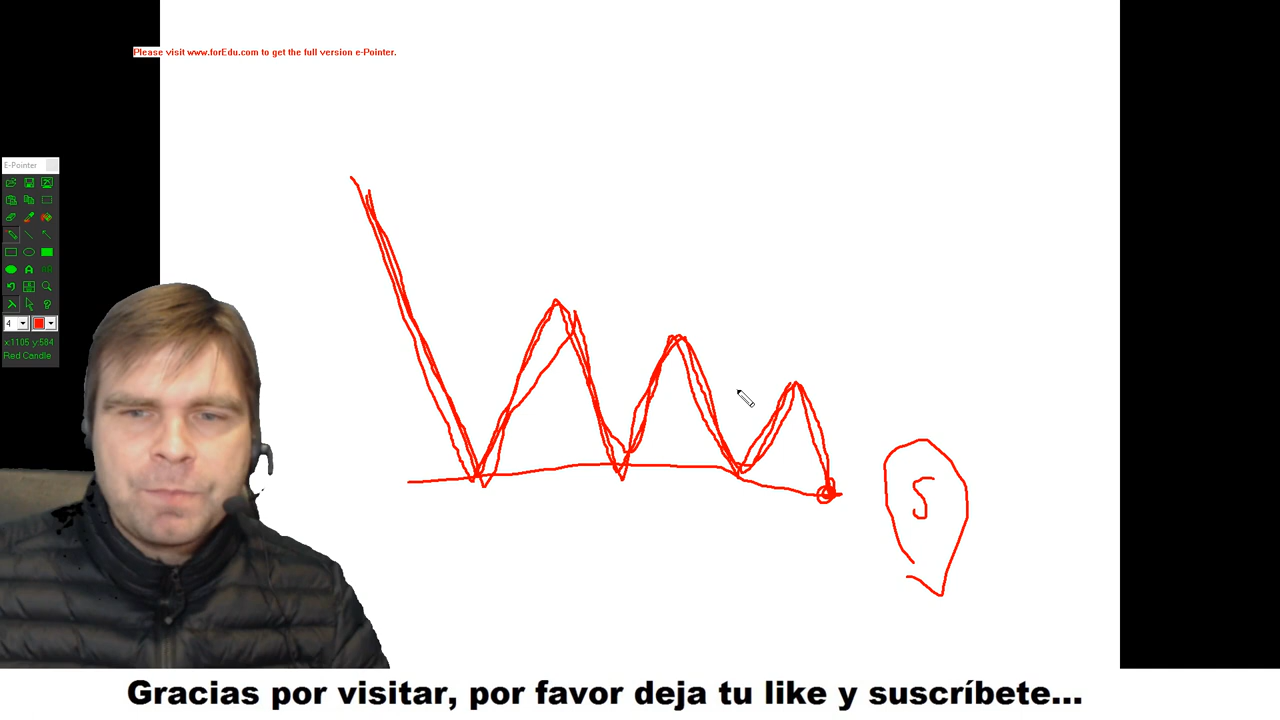 Please visit www.forEdu.com to get the full version e-Pointer.
E-Pointer
A
4
x:1105 y:584
Red Candle
S
Gracias por visitar, por favor deja tu like y suscríbete...